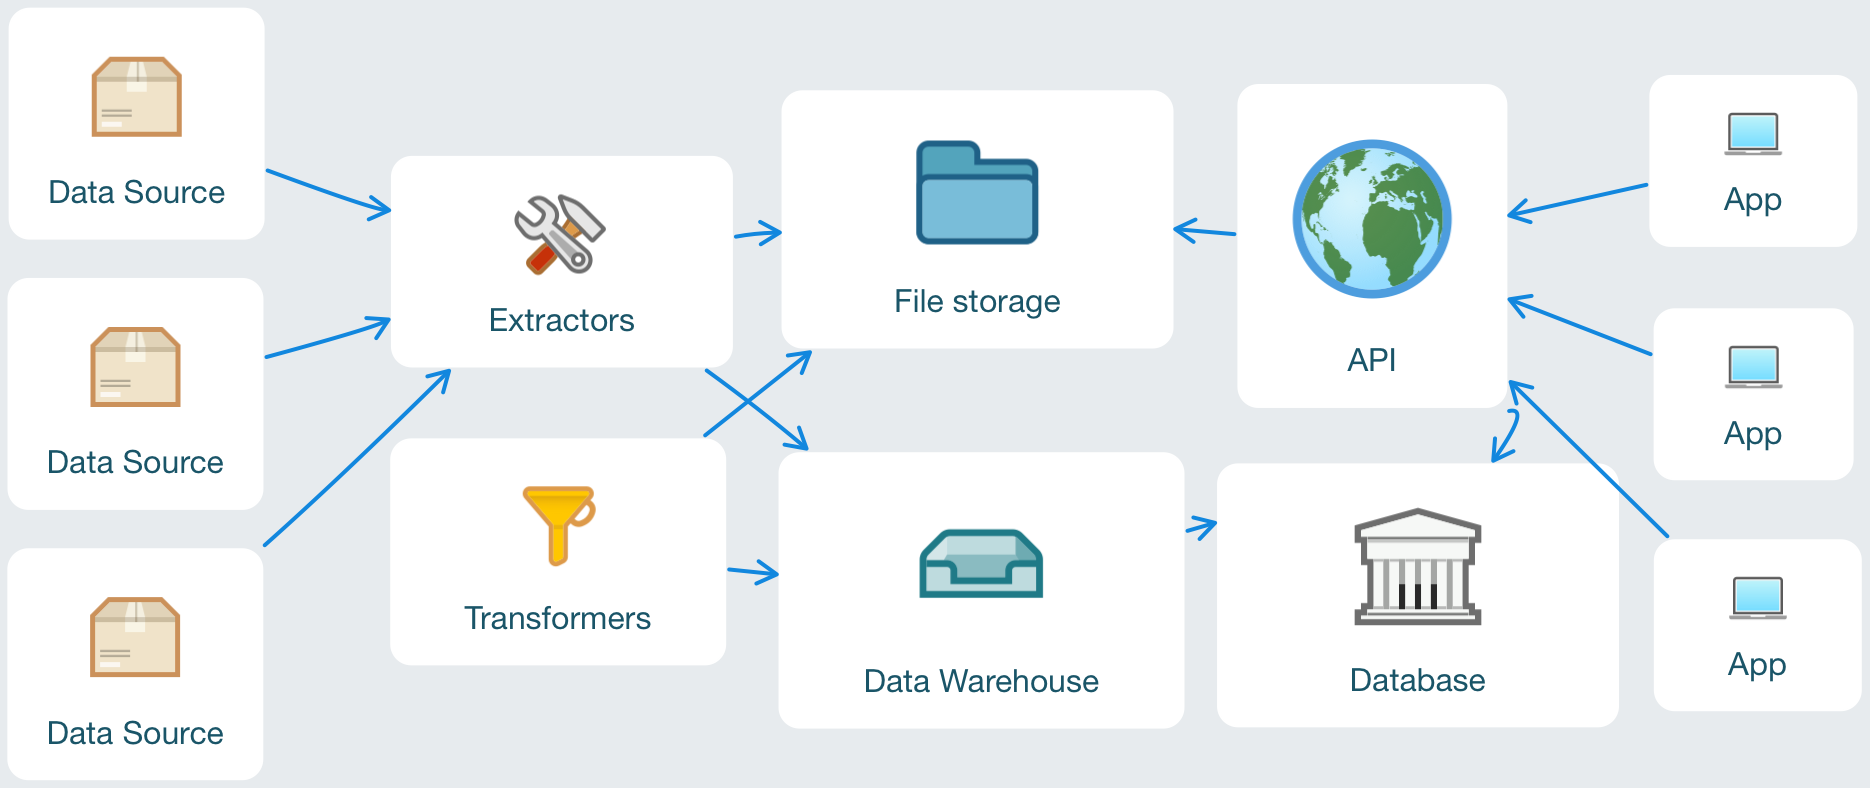 Data Source
Data Source
Data Source
Extractors
Transformers
File storage
Data Warehouse
API
Database
App
App
App